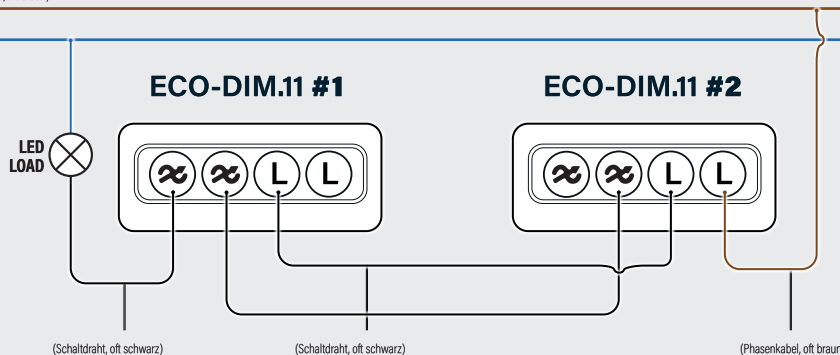 ECO-DIM.11 #1
ECO-DIM.11 #2
LED
LOAD
L
L
L
L
(Schaltdraht, oft schwarz)
(Schaltdraht, oft schwarz)
(Phasenkabel, oft braun